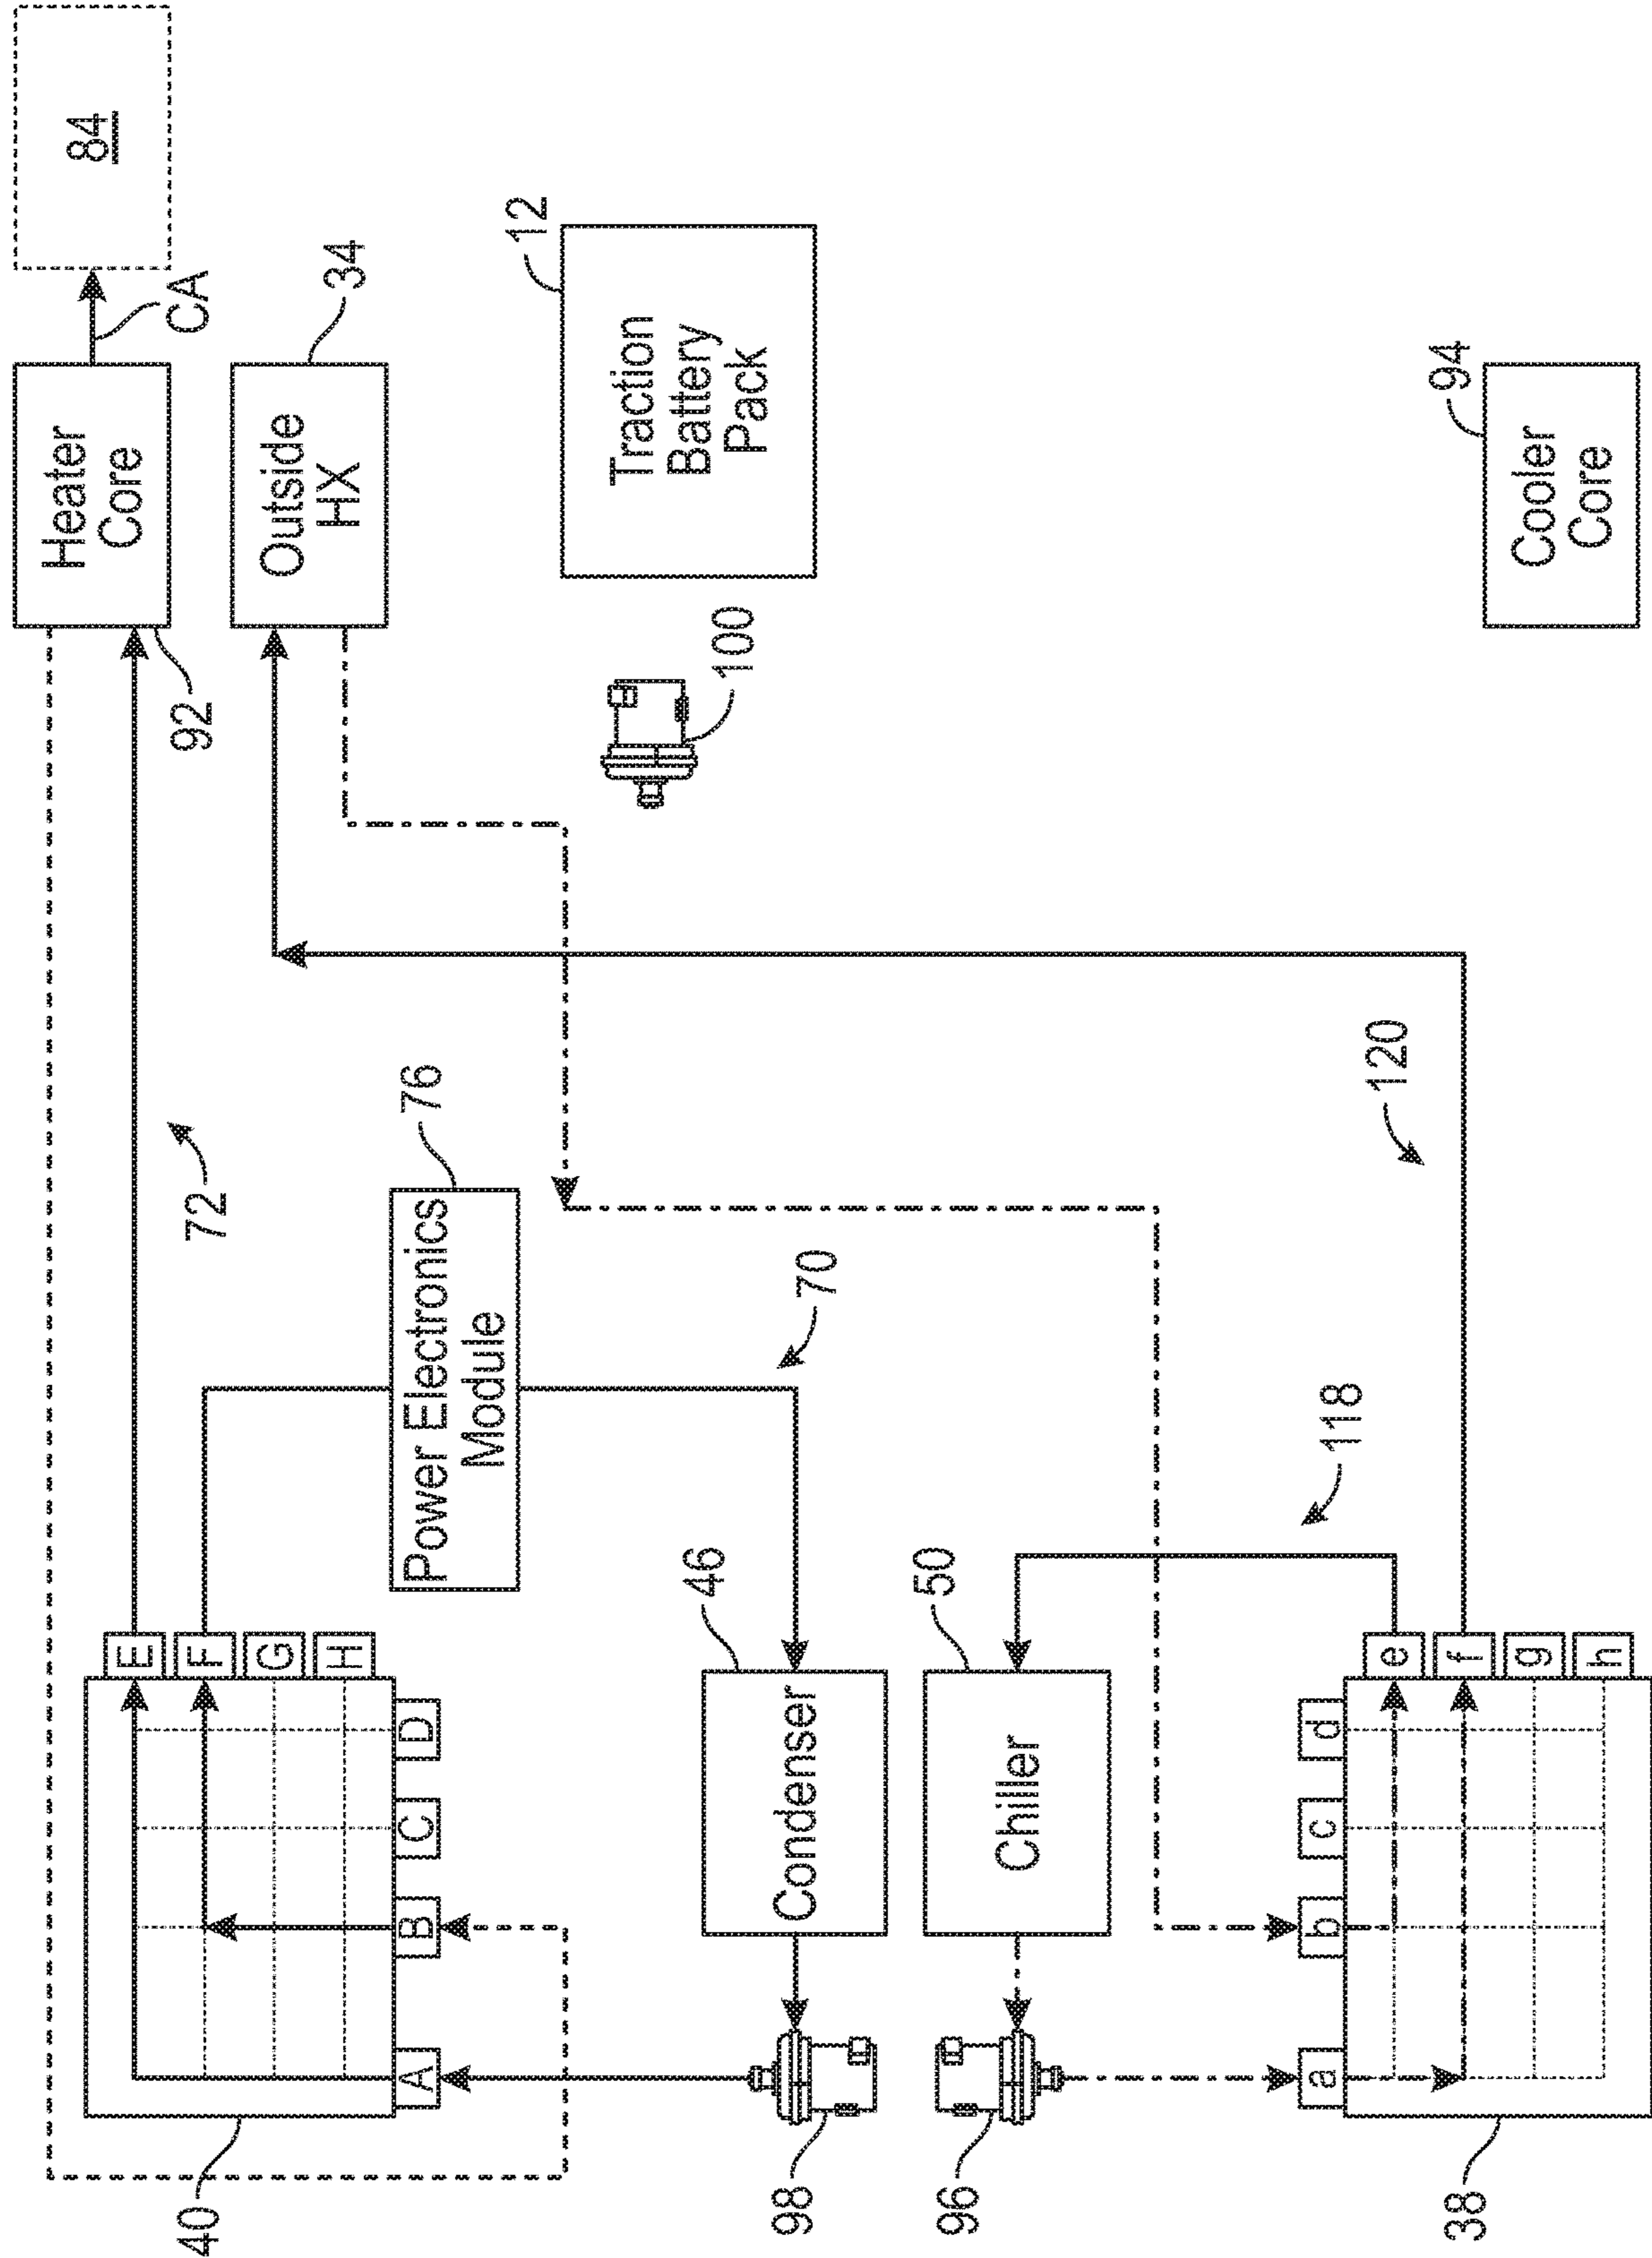 84
CA
Heater
Core
92
Outside
HX
34
12
Traction
Battery
Pack
100
94
Cooler
Core
72
76
Power Electronics
Module
70
120
118
E
F
G
H
A
B
C
D
40
46
Condenser
98
50
Chiller
96
a
b
c
d
e
f
g
h
38